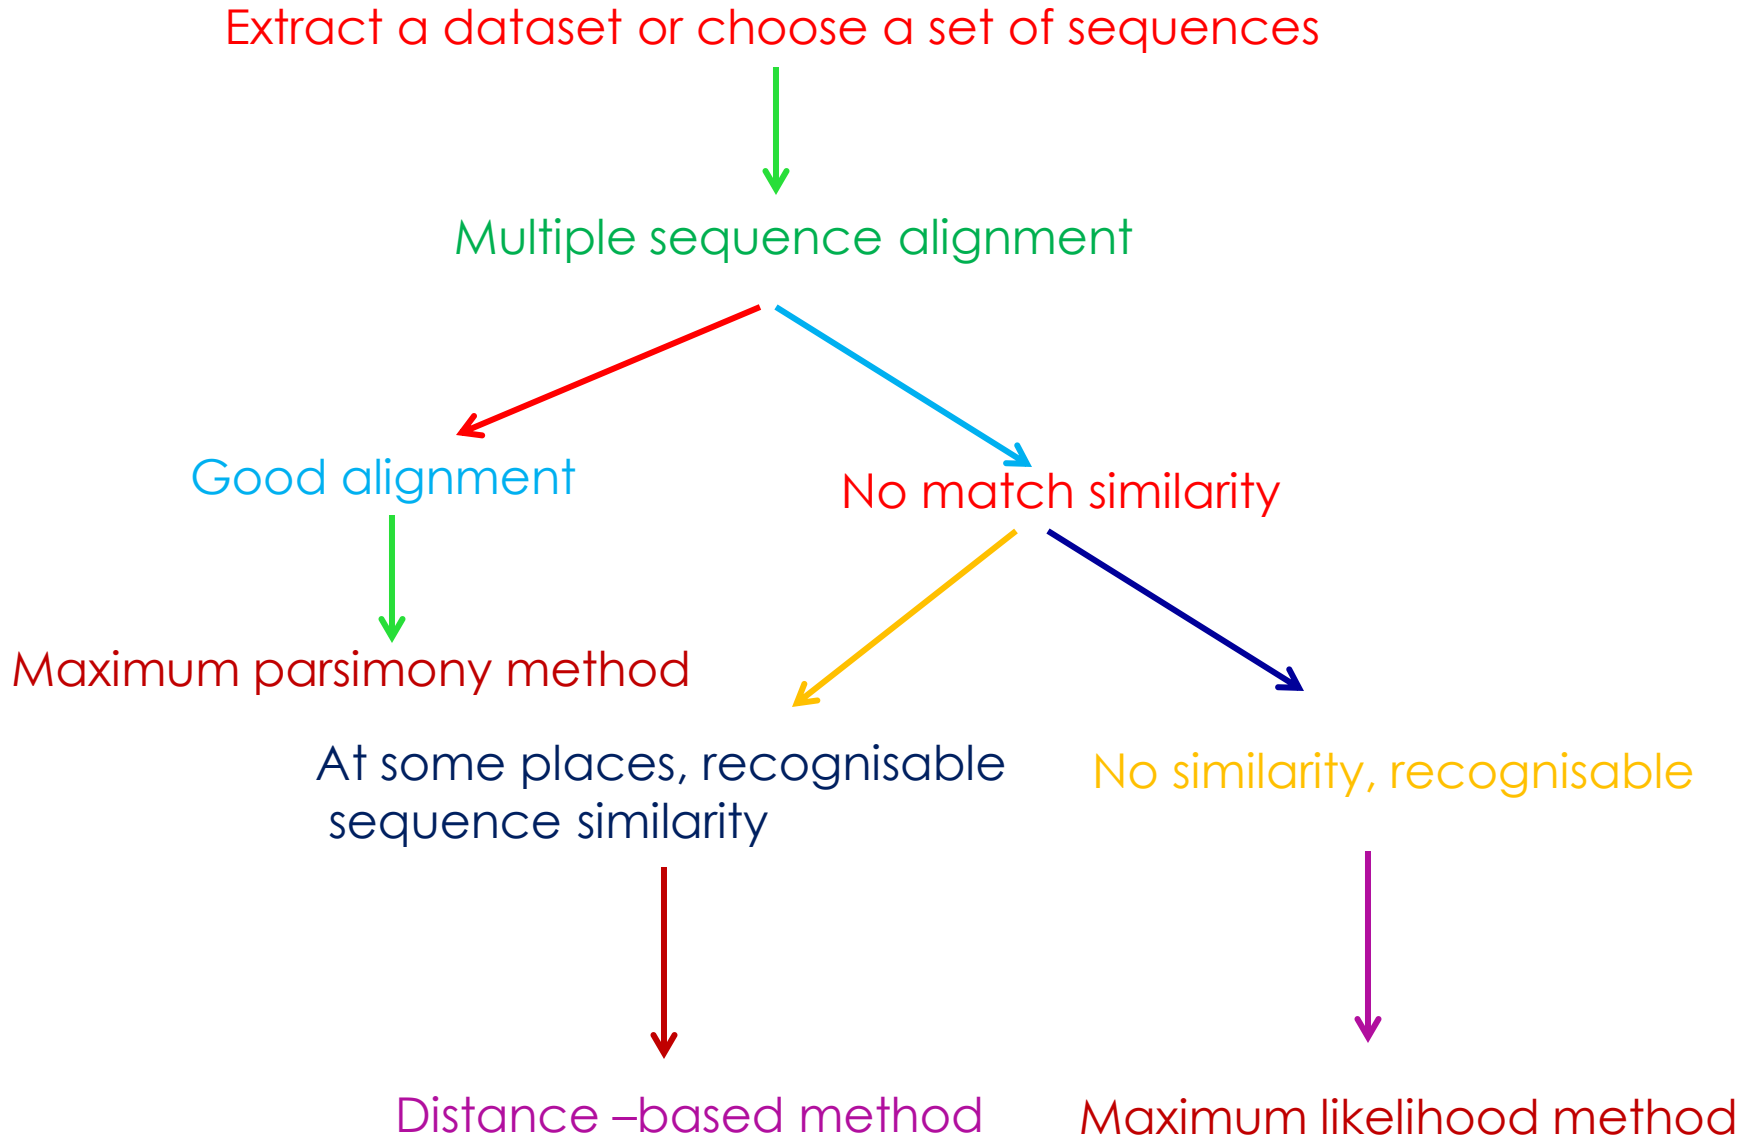 Extract a dataset or choose a set of sequences
Multiple sequence alignment
Good alignment
No match similarity
Maximum parsimony method
At some places, recognisable
sequence similarity
No similarity, recognisable
Distance –based method
Maximum likelihood method